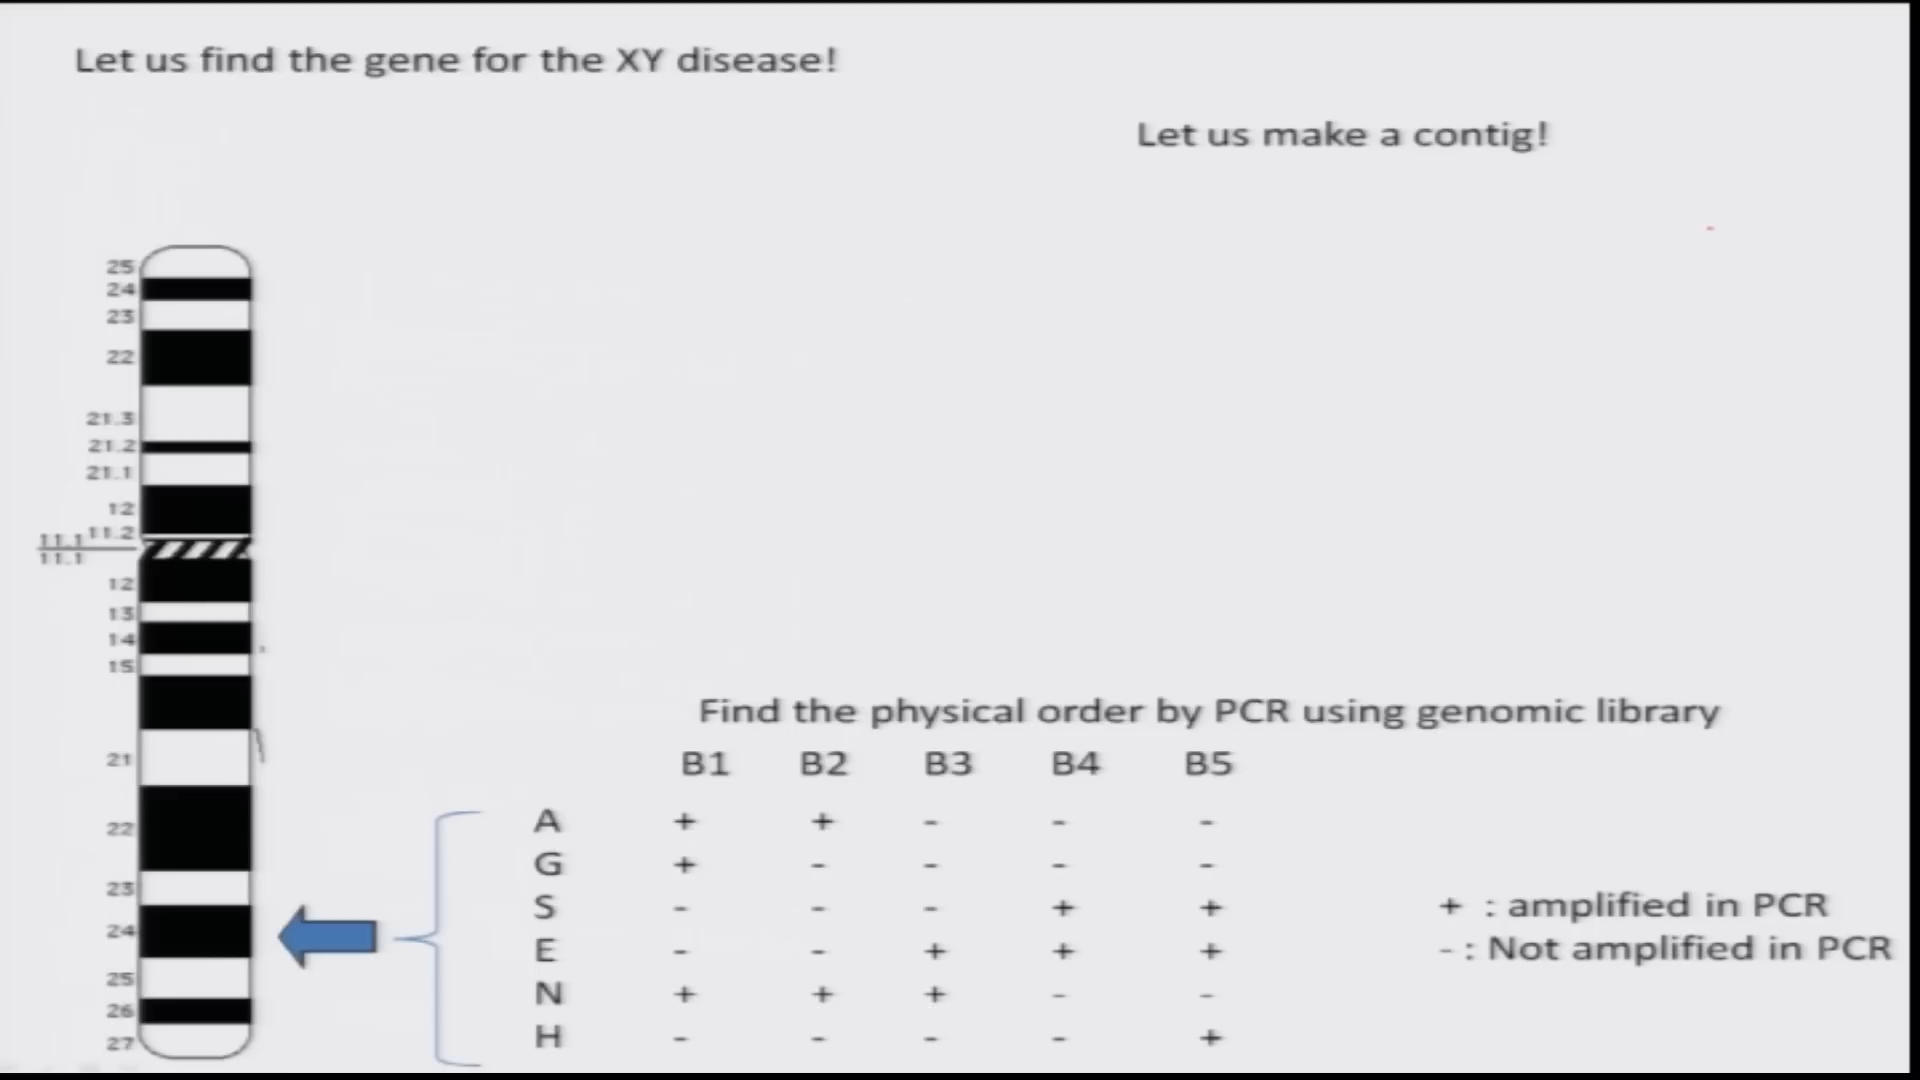 Let us find the gene for the XY disease!
Let us make a contig!
25
24
23
22
21.3
21.2
21.1
12
11.2
11.1
11.1
12
13
14
15
21
22
23
24
25
26
27
Find the physical order by PCR using genomic library
B1 B2 B3 B4 B5
A + + - - -
G + - - - -
S - - - + +
E - - + + +
N + + + - -
H - - - - +
+ : amplified in PCR
- : Not amplified in PCR